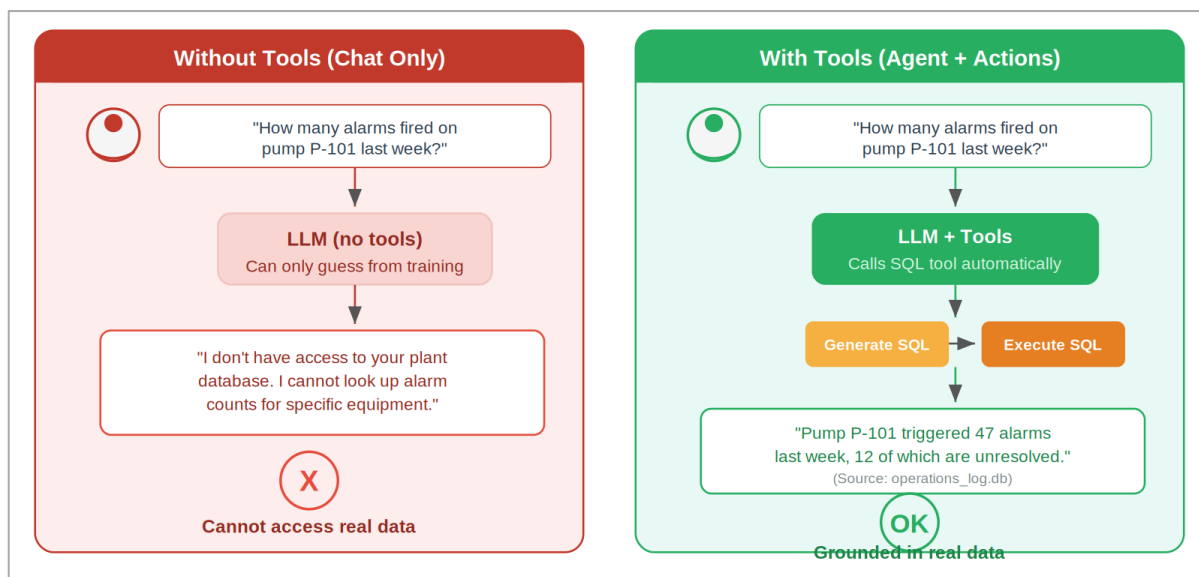 Without Tools (Chat Only)
"How many alarms fired on
pump P-101 last week?"
LLM (no tools)
Can only guess from training
"I don't have access to your plant
database. I cannot look up alarm
counts for specific equipment."
X
Cannot access real data
With Tools (Agent + Actions)
"How many alarms fired on
pump P-101 last week?"
LLM + Tools
Calls SQL tool automatically
Generate SQL
Execute SQL
"Pump P-101 triggered 47 alarms
last week, 12 of which are unresolved."
(Source: operations_log.db)
OK
Grounded in real data